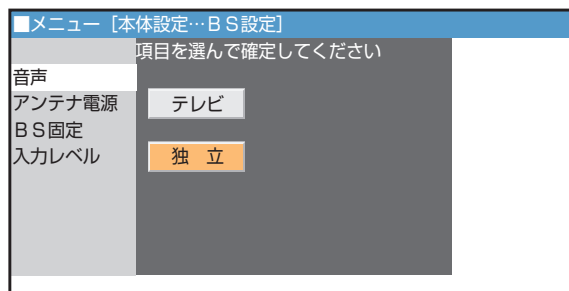 ■メニュー [本体設定…BS設定]
項目を選んで確定してください
音声
アンテナ電源
テレビ
BS固定
入力レベル
独 立